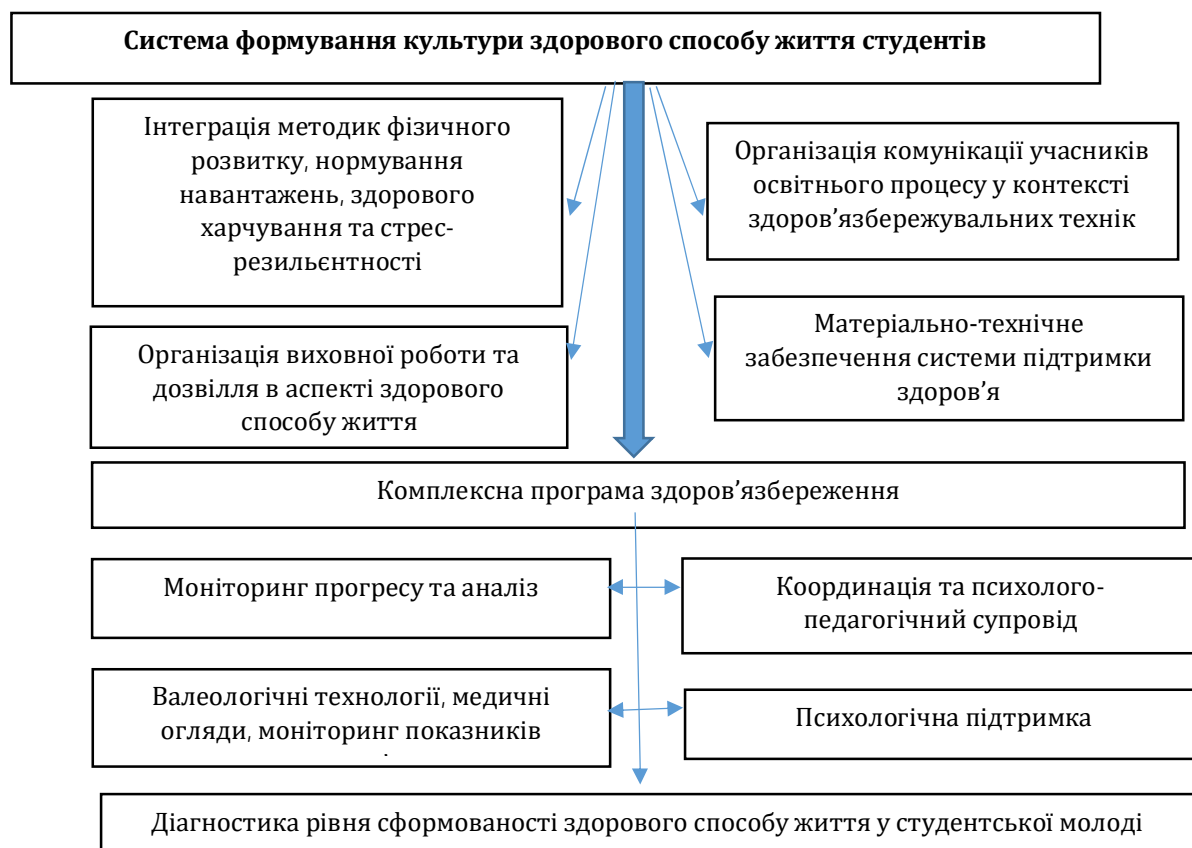 Система формування культури здорового способу життя студентів
Інтеграція методик фізичного
розвитку, нормування
навантажень, здорового
харчування та стрес-
резильєнтності
Організація комунікації учасників
освітнього процесу у контексті
здоров’язбережувальних технік
Організація виховної роботи та
дозвілля в аспекті здорового
способу життя
Матеріально-технічне
забезпечення системи підтримки
здоров’я
Комплексна програма здоров’язбереження
Моніторинг прогресу та аналіз
Координація та психолого-
педагогічний супровід
Валеологічні технології, медичні
огляди, моніторинг показників
Психологічна підтримка
Діагностика рівня сформованості здорового способу життя у студентської молоді